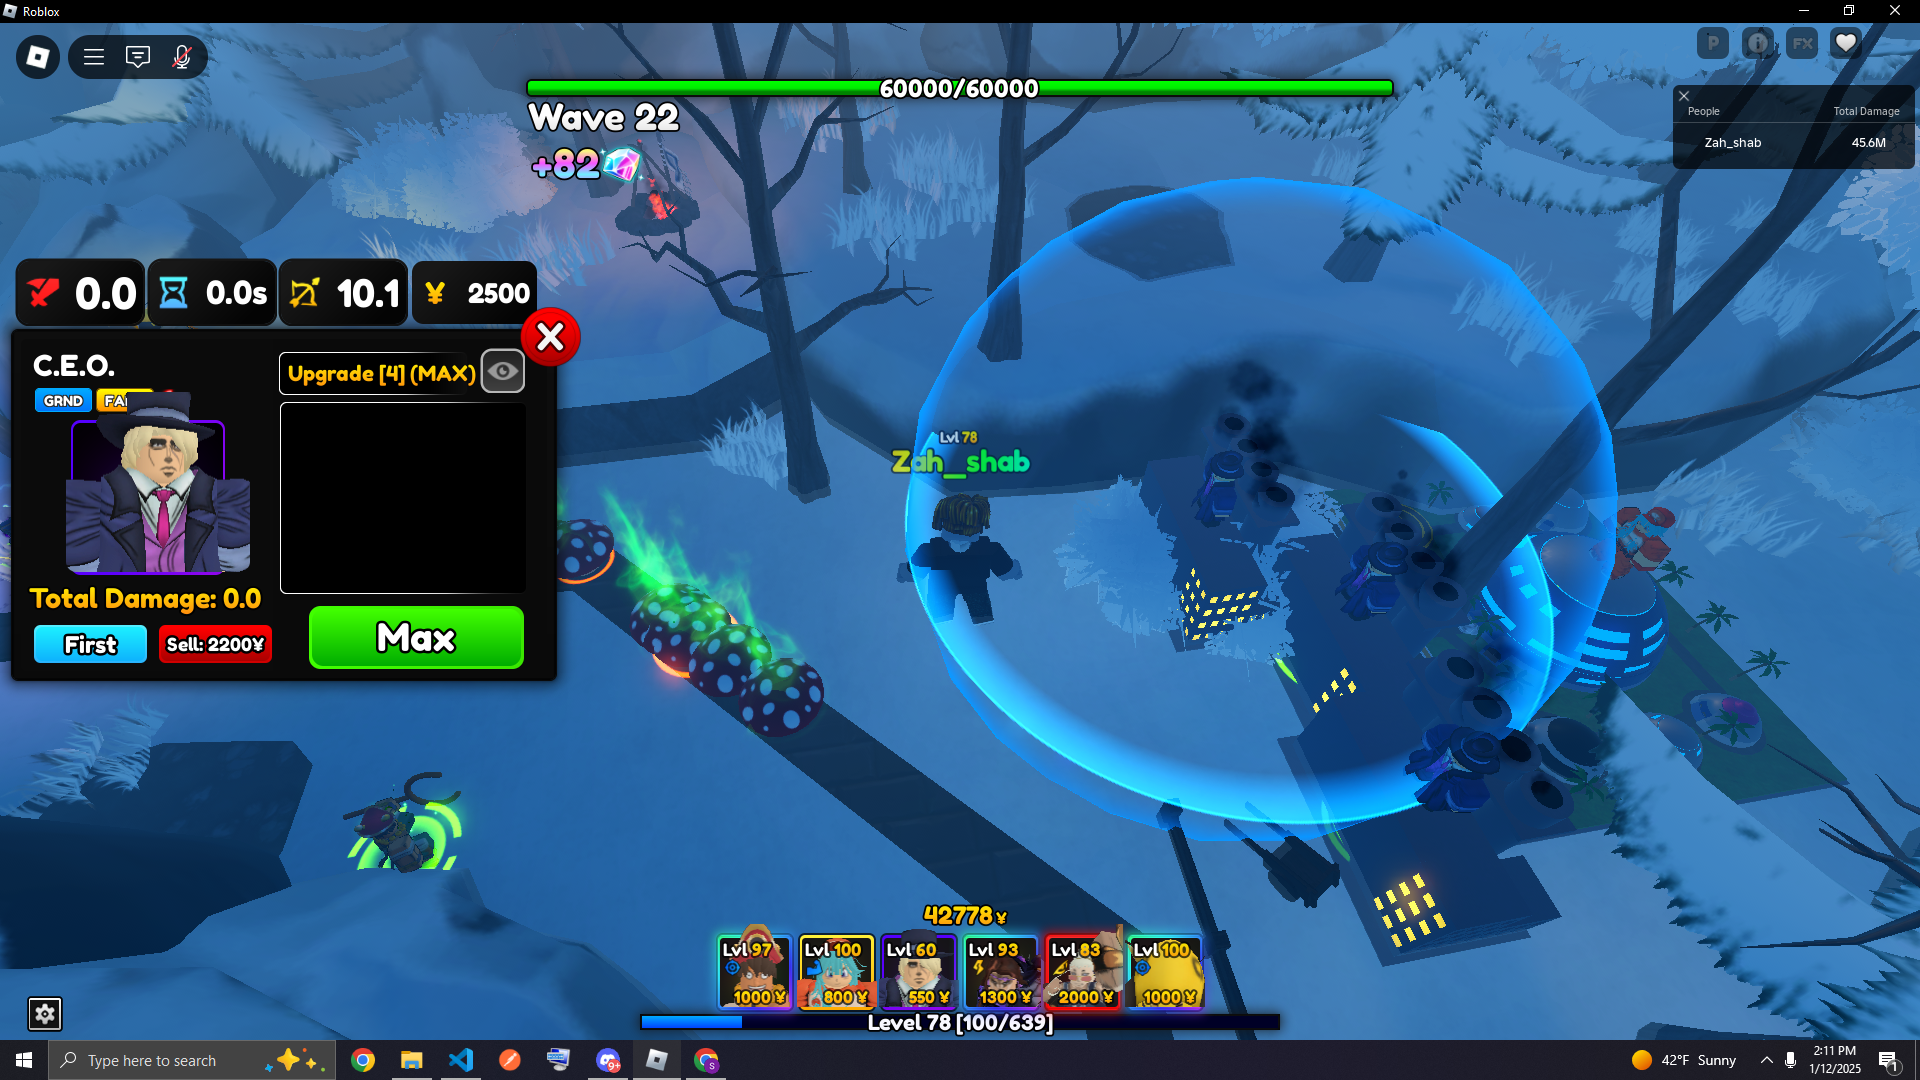 Roblox
P
FX
60000/60000
Wave 22
+82
People Total Damage
Zah_shab 45.6M
0.0 0.0s 10.1 ¥ 2500
C.E.O.
GRND
Upgrade [4] (MAX)
Total Damage: 0.0
First Sell: 2200¥ Max
Lvl 78
Zah_shab
42778¥
Lvl 97 Lvl 100 Lvl 60 Lvl 93 Lvl 83 Lvl 100
1000 ¥ 800 ¥ 550 ¥ 1300 ¥ 2000 ¥ 1000 ¥
Level 78 [100/639]
Type here to search
9+
S
42°F Sunny
2:11 PM
1/12/2025
1